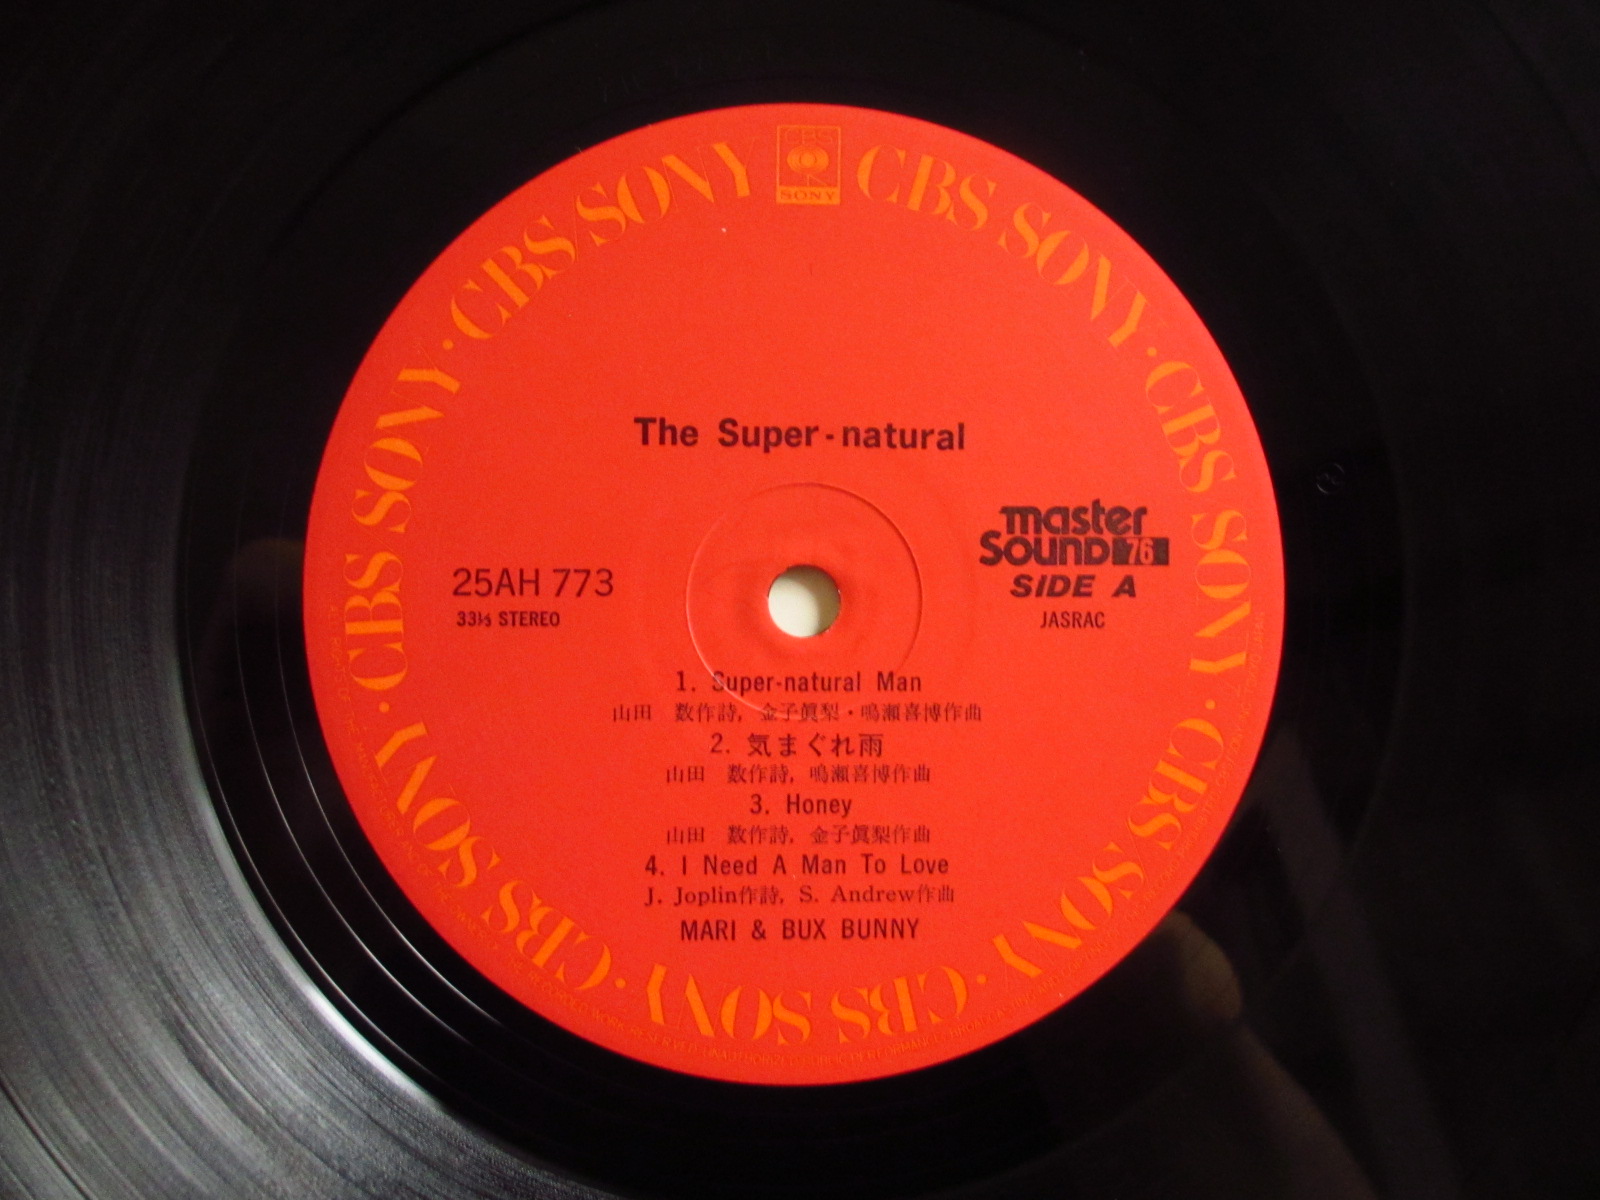 CBS
SONY
CBS SONY · CBS SONY · CBS/SONY · CBS SONY · CBS SONY · CBS SONY · CBS/SONY
The Super-natural
master
Sound 76
25AH 773
SIDE A
33⅓ STEREO
JASRAC
1. Super-natural Man
山田　数作詩, 金子眞梨・鳴瀬喜博作曲
2. 気まぐれ雨
山田　数作詩, 鳴瀬喜博作曲
3. Honey
山田　数作詩, 金子眞梨作曲
4. I Need A Man To Love
J. Joplin作詩, S. Andrew作曲
MARI & BUX BUNNY